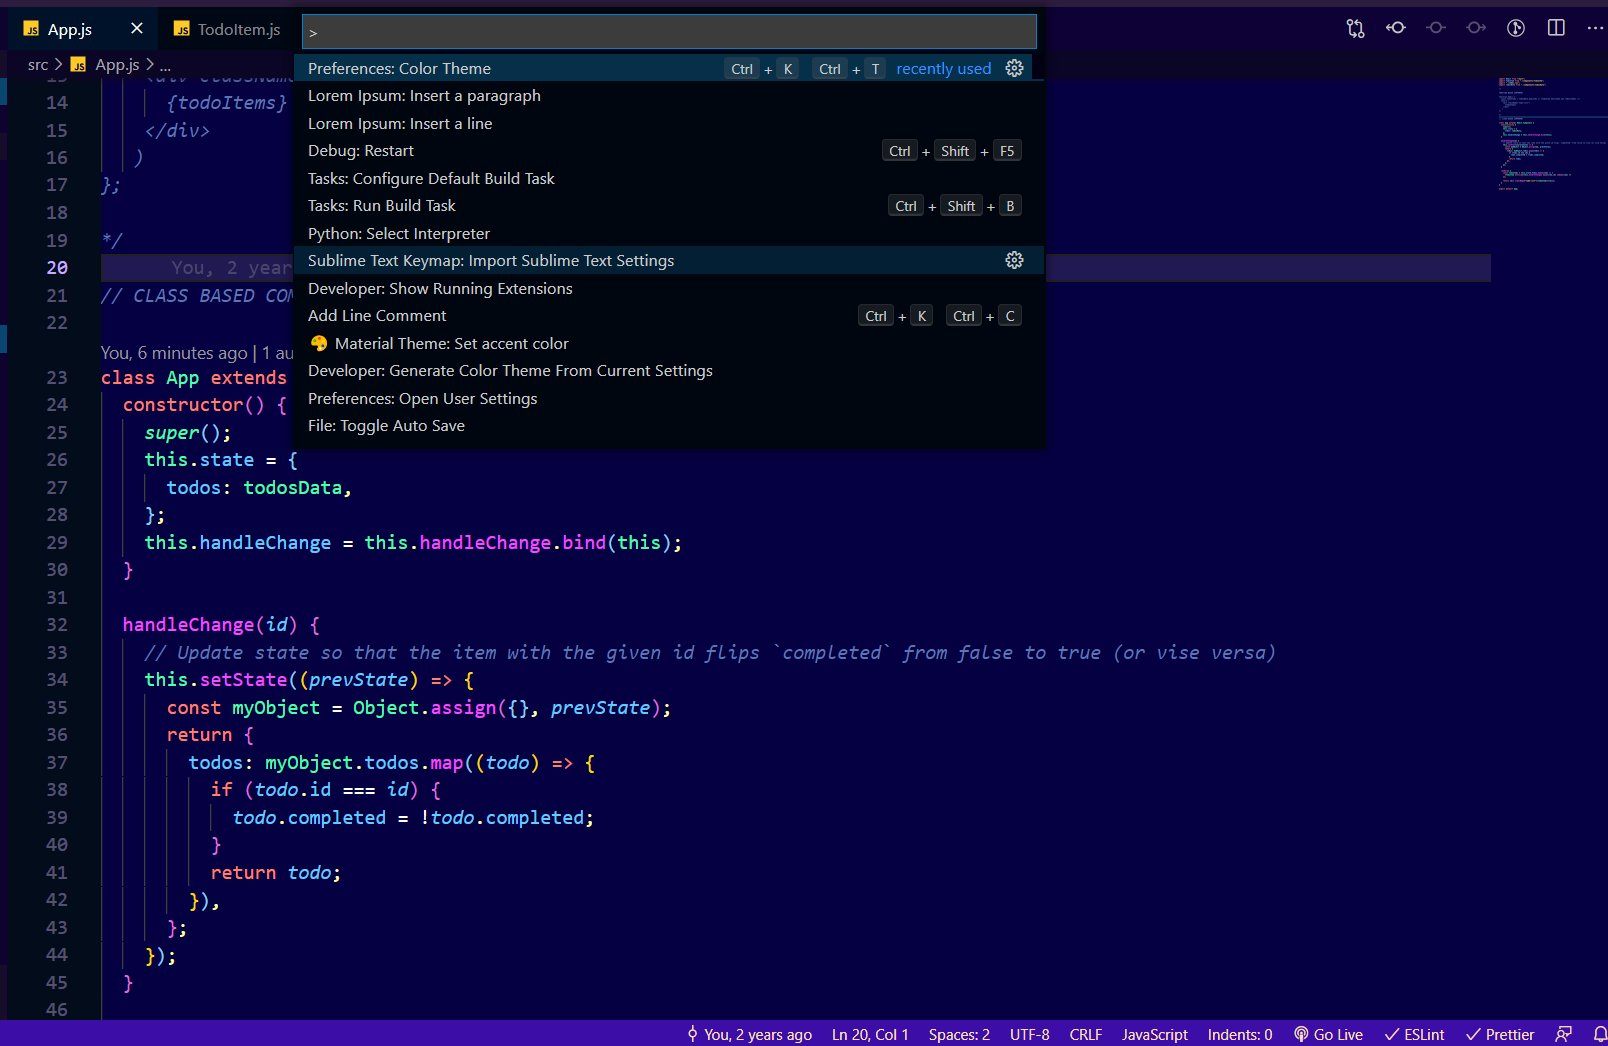 JS App.js × JS TodoItem.js
>
src > JS App.js > ...
Preferences: Color Theme Ctrl + K Ctrl + T recently used
Lorem Ipsum: Insert a paragraph
Lorem Ipsum: Insert a line
Debug: Restart Ctrl + Shift + F5
Tasks: Configure Default Build Task
Tasks: Run Build Task Ctrl + Shift + B
Python: Select Interpreter
Sublime Text Keymap: Import Sublime Text Settings
Developer: Show Running Extensions
Add Line Comment Ctrl + K Ctrl + C
Material Theme: Set accent color
Developer: Generate Color Theme From Current Settings
Preferences: Open User Settings
File: Toggle Auto Save
14 {todoItems}
15 </div>
16 )
17 };
18
19 */
20 You, 2 year
21 // CLASS BASED CON
22
You, 6 minutes ago | 1 au
23 class App extends
24 constructor() {
25 super();
26 this.state = {
27 todos: todosData,
28 };
29 this.handleChange = this.handleChange.bind(this);
30 }
31
32 handleChange(id) {
33 // Update state so that the item with the given id flips `completed` from false to true (or vise versa)
34 this.setState((prevState) => {
35 const myObject = Object.assign({}, prevState);
36 return {
37 todos: myObject.todos.map((todo) => {
38 if (todo.id === id) {
39 todo.completed = !todo.completed;
40 }
41 return todo;
42 }),
43 };
44 });
45 }
46
You, 2 years ago Ln 20, Col 1 Spaces: 2 UTF-8 CRLF JavaScript Indents: 0 Go Live ✓ ESLint ✓ Prettier